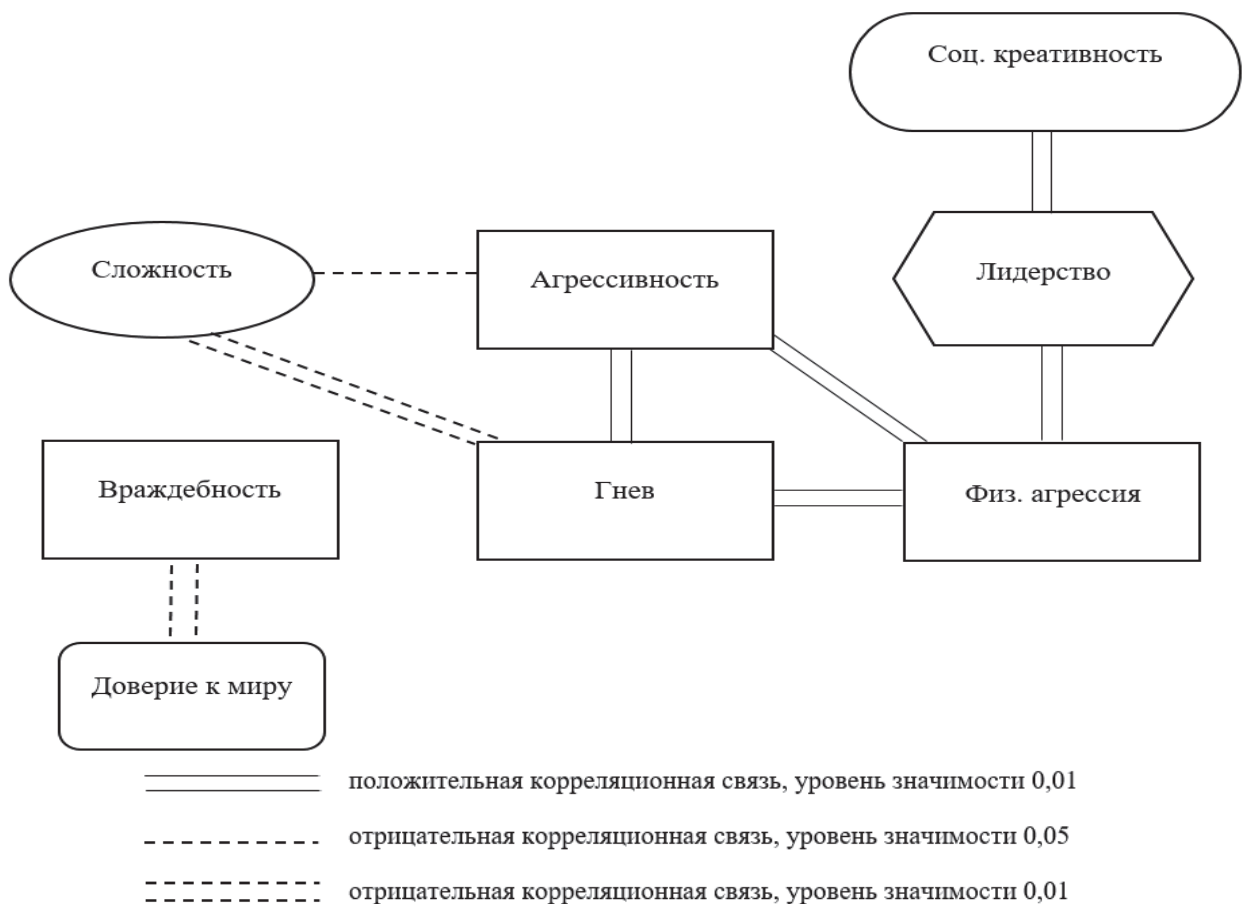 Соц. креативность
Сложность
Агрессивность
Лидерство
Враждебность
Гнев
Физ. агрессия
Доверие к миру
положительная корреляционная связь, уровень значимости 0,01
отрицательная корреляционная связь, уровень значимости 0,05
отрицательная корреляционная связь, уровень значимости 0,01